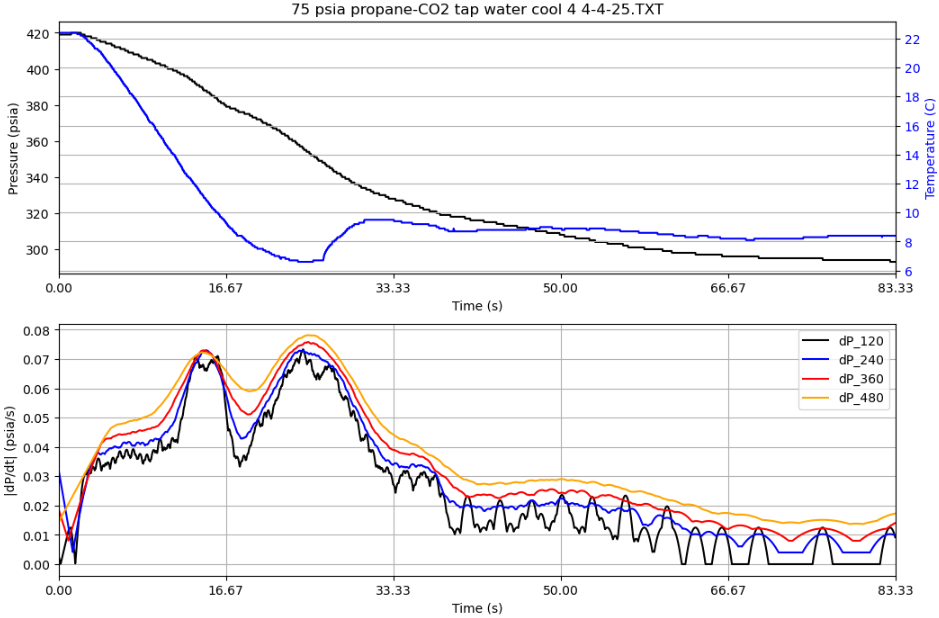 75 psia propane-CO2 tap water cool 4 4-4-25.TXT
420
400
380
360
340
320
300
Pressure (psia)
22
20
18
16
14
12
10
8
6
Temperature (C)
0.00 16.67 33.33 50.00 66.67 83.33
Time (s)
0.08
0.07
0.06
0.05
0.04
0.03
0.02
0.01
0.00
|dP/dt| (psia/s)
dP_120
dP_240
dP_360
dP_480
0.00 16.67 33.33 50.00 66.67 83.33
Time (s)